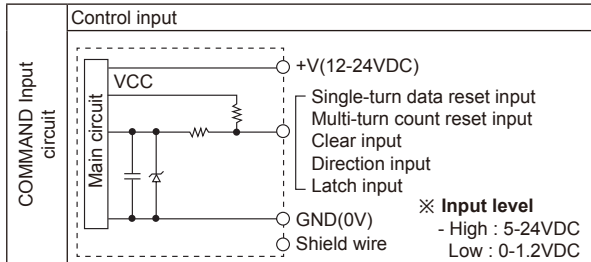 Control input
COMMAND Input
circuit
Main circuit
VCC
+V(12-24VDC)
Single-turn data reset input
Multi-turn count reset input
Clear input
Direction input
Latch input
GND(0V)
Shield wire
※ Input level
- High : 5-24VDC
Low : 0-1.2VDC